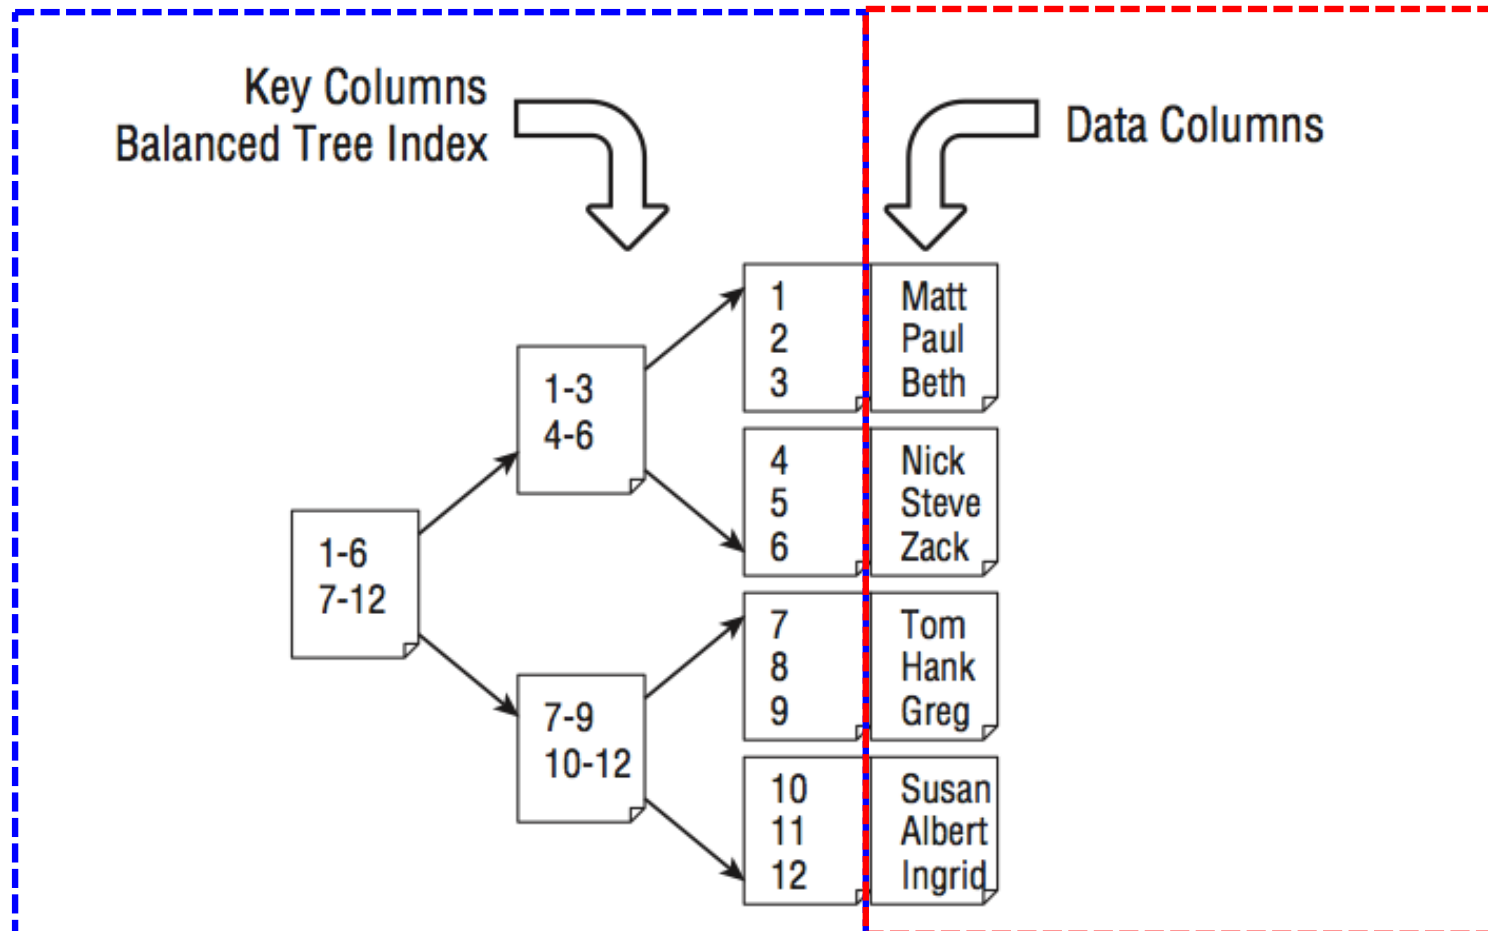 Key Columns
Balanced Tree Index
Data Columns
1-6
7-12
1-3
4-6
7-9
10-12
1 Matt
2 Paul
3 Beth
4 Nick
5 Steve
6 Zack
7 Tom
8 Hank
9 Greg
10 Susan
11 Albert
12 Ingrid